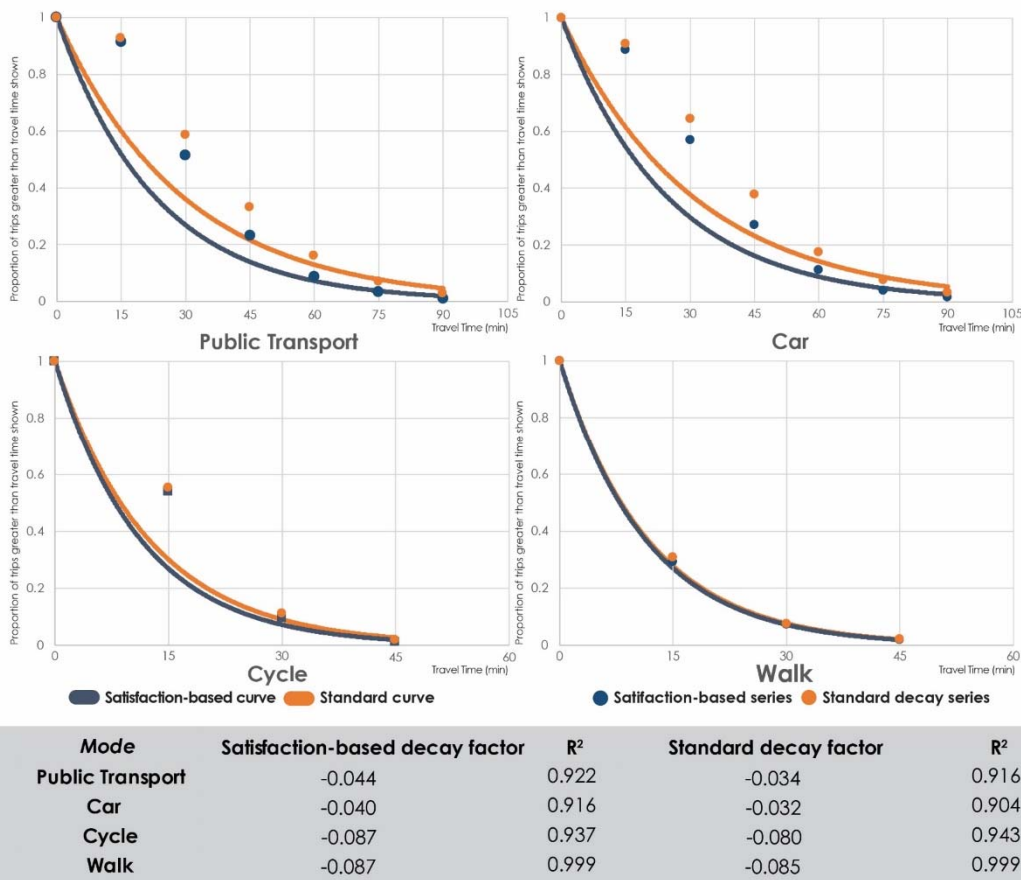 Proportion of trips greater than travel time shown
1
0.8
0.6
0.4
0.2
0
0 15 30 45 60 75 90 105
Travel Time (min)
Public Transport
Proportion of trips greater than travel time shown
1
0.8
0.6
0.4
0.2
0
0 15 30 45 60 75 90 105
Travel Time (min)
Car
Proportion of trips greater than travel time shown
1
0.8
0.6
0.4
0.2
0
0 15 30 45 60
Travel Time (min)
Cycle
Proportion of trips greater than travel time shown
1
0.8
0.6
0.4
0.2
0
0 15 30 45 60
Travel Time (min)
Walk
Satisfaction-based curve Standard curve Satifaction-based series Standard decay series
Mode Satisfaction-based decay factor R² Standard decay factor R²
Public Transport -0.044 0.922 -0.034 0.916
Car -0.040 0.916 -0.032 0.904
Cycle -0.087 0.937 -0.080 0.943
Walk -0.087 0.999 -0.085 0.999